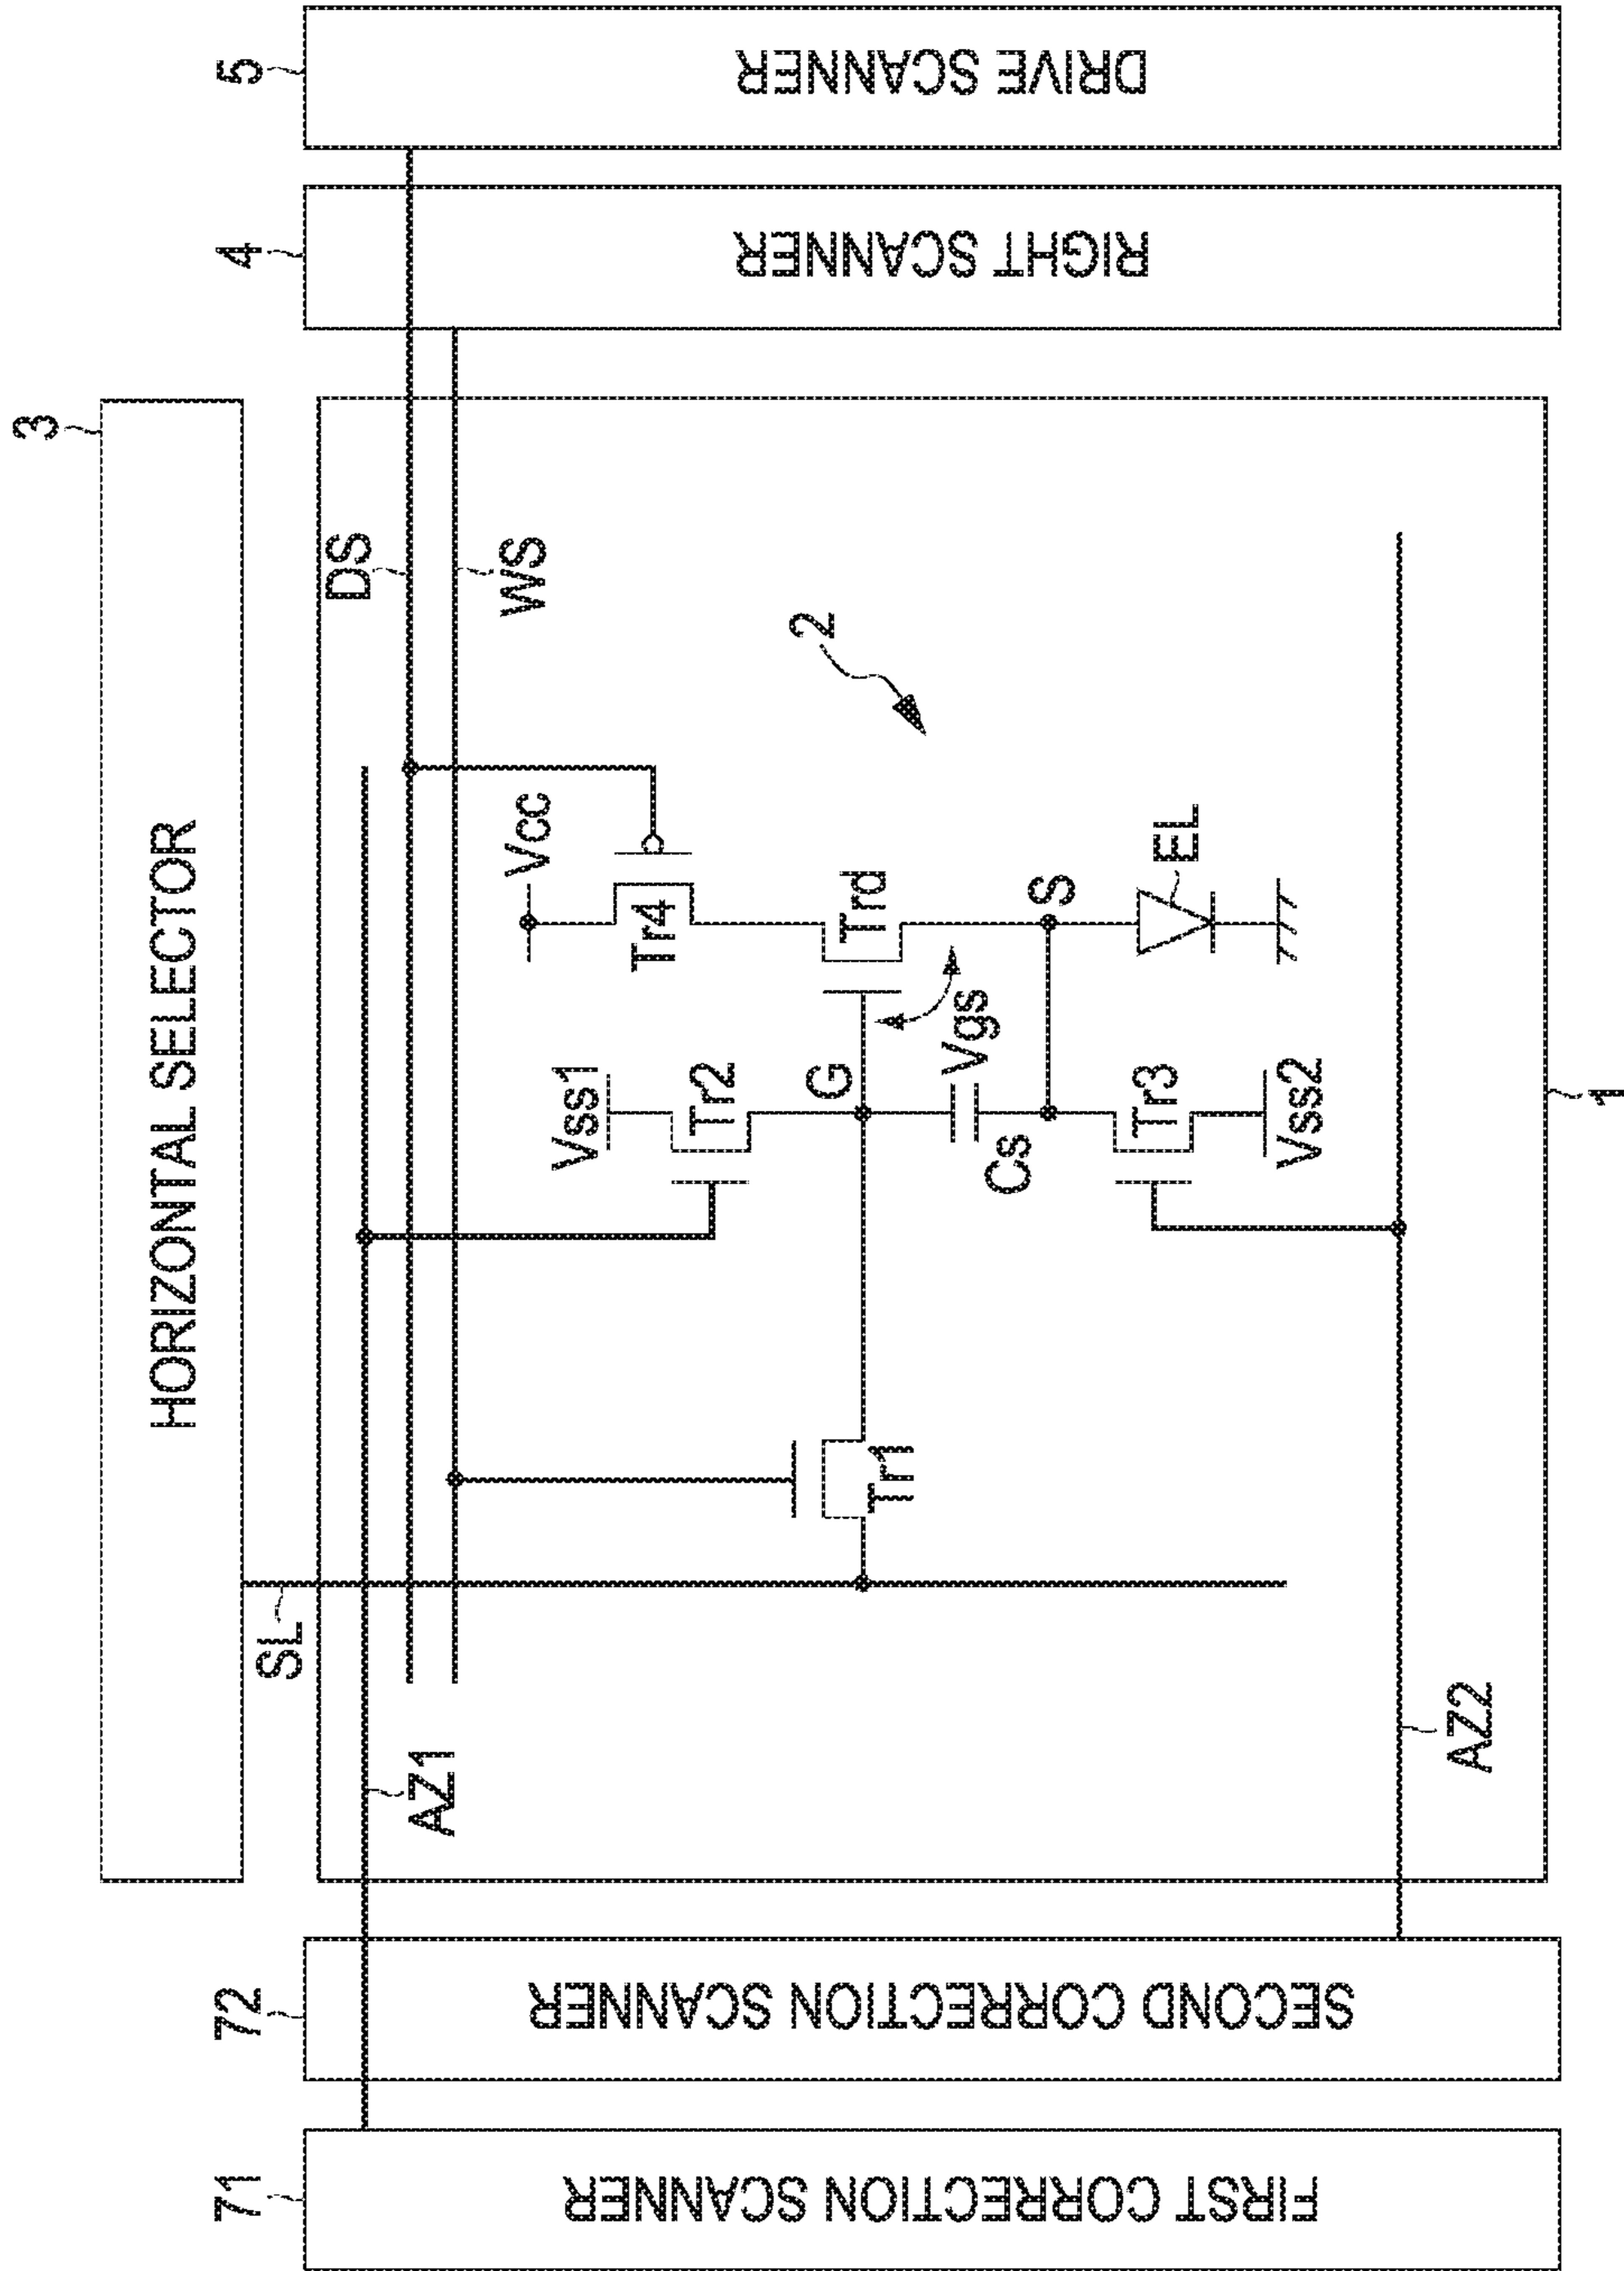 3
HORIZONTAL SELECTOR
71
FIRST CORRECTION SCANNER
72
SECOND CORRECTION SCANNER
SL
AZ1
DS
WS
4
RIGHT SCANNER
5
DRIVE SCANNER
Vss1
Vcc
Tr2
Tr4
2
G
Trd
Tr1
Vgs
Cs
S
Tr3
EL
Vss2
AZ2
1